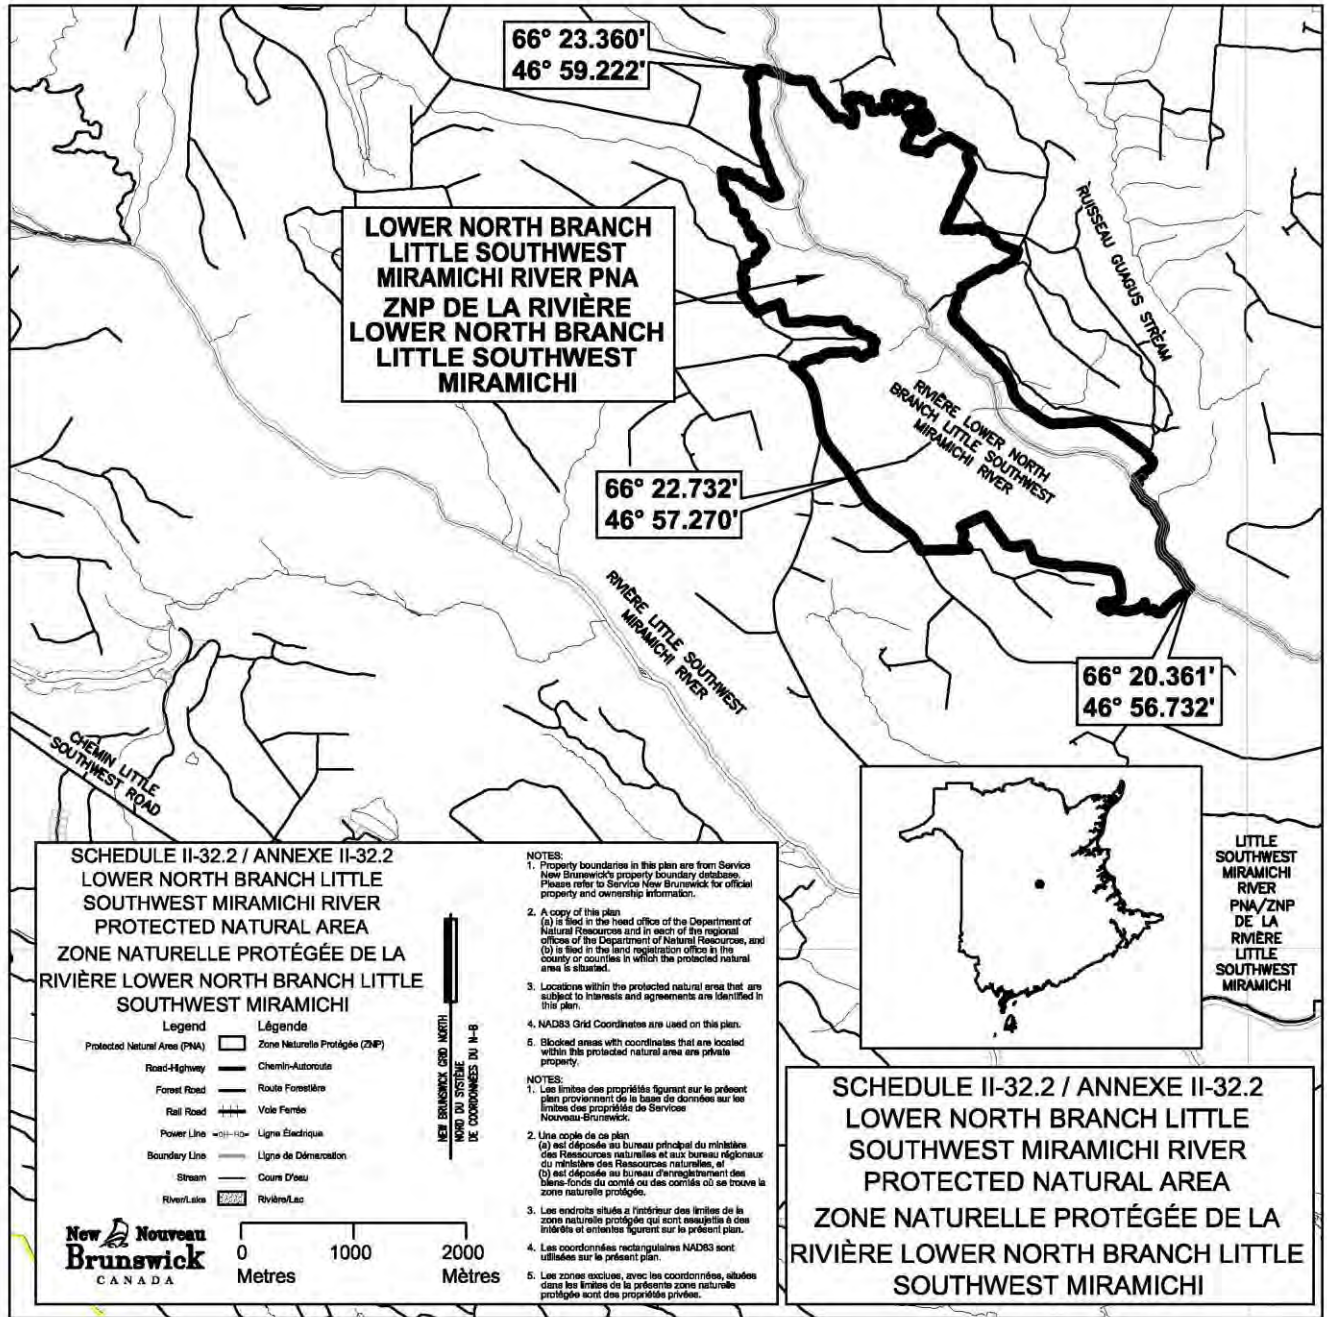 66° 23.360'
46° 59.222'
LOWER NORTH BRANCH
LITTLE SOUTHWEST
MIRAMICHI RIVER PNA
ZNP DE LA RIVIÈRE
LOWER NORTH BRANCH
LITTLE SOUTHWEST
MIRAMICHI
RUISSEAU GUAGUS STREAM
RIVIÈRE LOWER NORTH
BRANCH LITTLE SOUTHWEST
MIRAMICHI RIVER
66° 22.732'
46° 57.270'
RIVIÈRE LITTLE SOUTHWEST
MIRAMICHI RIVER
66° 20.361'
46° 56.732'
CHEMIN LITTLE
SOUTHWEST ROAD
LITTLE
SOUTHWEST
MIRAMICHI
RIVER
PNA/ZNP
DE LA
RIVIÈRE
LITTLE
SOUTHWEST
MIRAMICHI
SCHEDULE II-32.2 / ANNEXE II-32.2
LOWER NORTH BRANCH LITTLE
SOUTHWEST MIRAMICHI RIVER
PROTECTED NATURAL AREA
ZONE NATURELLE PROTÉGÉE DE LA
RIVIÈRE LOWER NORTH BRANCH LITTLE
SOUTHWEST MIRAMICHI
Legend Légende
Protected Natural Area (PNA) Zone Naturelle Protégée (ZNP)
Road-Highway Chemin-Autoroute
Forest Road Route Forestière
Rail Road Voie Ferrée
Power Line Ligne Électrique
Boundary Line Ligne de Démarcation
Stream Cours D'eau
River/Lake Rivière/Lac
New Nouveau
Brunswick
CANADA
0 1000 2000
Metres Mètres
NEW BRUNSWICK GRID NORTH
NORD DU SYSTÈME
DE COORDONNÉES DU N-B
NOTES:
1. Property boundaries in this plan are from Service
New Brunswick's property boundary database.
Please refer to Service New Brunswick for official
property and ownership information.
2. A copy of this plan
(a) is filed in the head office of the Department of
Natural Resources and in each of the regional
offices of the Department of Natural Resources, and
(b) is filed in the land registration office in the
county or counties in which the protected natural
area is situated.
3. Locations within the protected natural area that are
subject to interests and agreements are identified in
this plan.
4. NAD83 Grid Coordinates are used on this plan.
5. Blocked areas with coordinates that are located
within this protected natural area are private
property.
NOTES:
1. Les limites des propriétés figurant sur le présent
plan proviennent de la base de données sur les
limites des propriétés de Services
Nouveau-Brunswick.
2. Une copie de ce plan
(a) est déposée au bureau principal du ministère
des Ressources naturelles et aux bureau régionaux
du ministère des Ressources naturelles, et
(b) est déposée au bureau d'enregistrement des
biens-fonds du comté ou des comtés où se trouve la
zone naturelle protégée.
3. Les endroits situés a l'intérieur des limites de la
zone naturelle protégée qui sont assujettis à des
intérêts et ententes figurent sur le présent plan.
4. Les coordonnées rectangulaires NAD83 sont
utilisées sur le présent plan.
5. Les zones exclues, avec les coordonnées, situées
dans les limites de la présente zone naturelle
protégée sont des propriétés privées.
SCHEDULE II-32.2 / ANNEXE II-32.2
LOWER NORTH BRANCH LITTLE
SOUTHWEST MIRAMICHI RIVER
PROTECTED NATURAL AREA
ZONE NATURELLE PROTÉGÉE DE LA
RIVIÈRE LOWER NORTH BRANCH LITTLE
SOUTHWEST MIRAMICHI